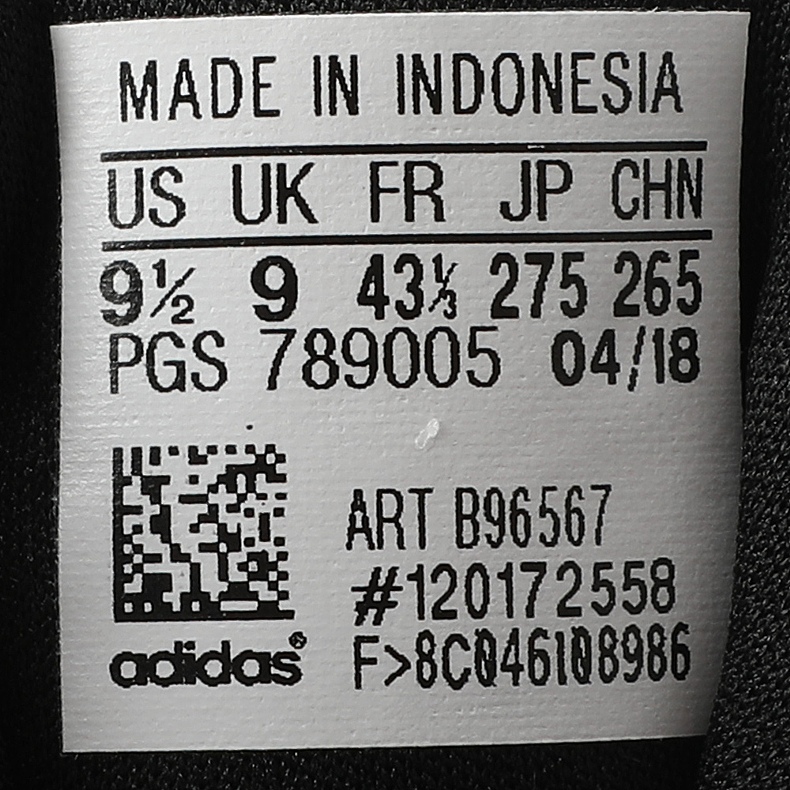 MADE IN INDONESIA
US UK FR JP CHN
9½ 9 43⅓ 275 265
PGS 789005 04/18
ART B96567
#120172558
adidas® F>8C046108986